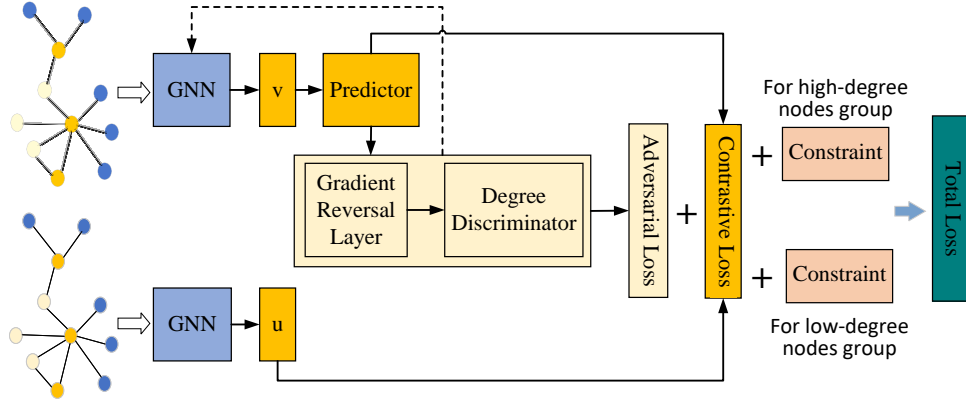 GNN
v
Predictor
Gradient
Reversal
Layer
Degree
Discriminator
Adversarial Loss
+
Contrastive Loss
+
For high-degree
nodes group
Constraint
+
Constraint
For low-degree
nodes group
Total Loss
GNN
u